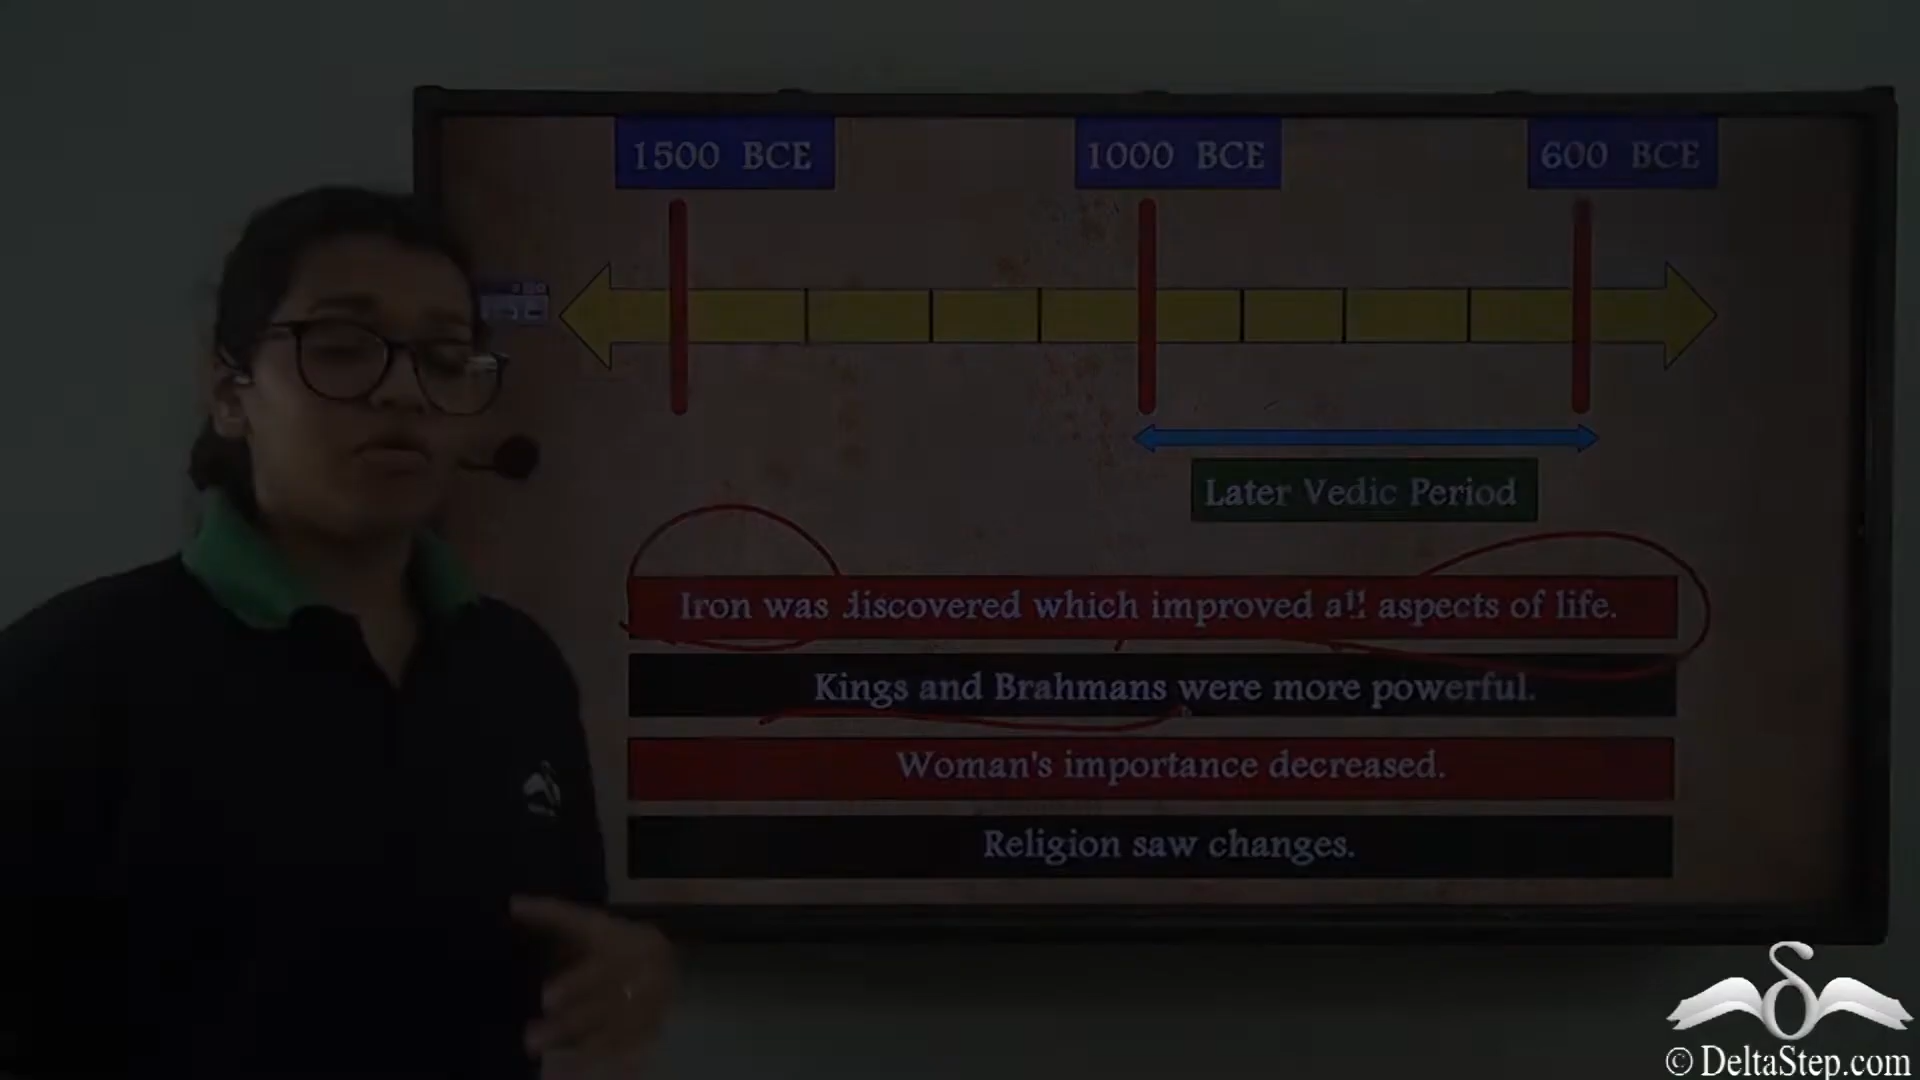 1500 BCE
1000 BCE
600 BCE
Later Vedic Period
Iron was discovered which improved all aspects of life.
Kings and Brahmans were more powerful.
Woman's importance decreased.
Religion saw changes.
© DeltaStep.com